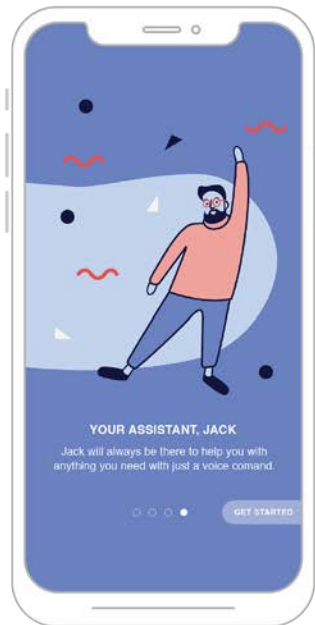 YOUR ASSISTANT, JACK
Jack will always be there to help you with
anything you need with just a voice comand.
GET STARTED